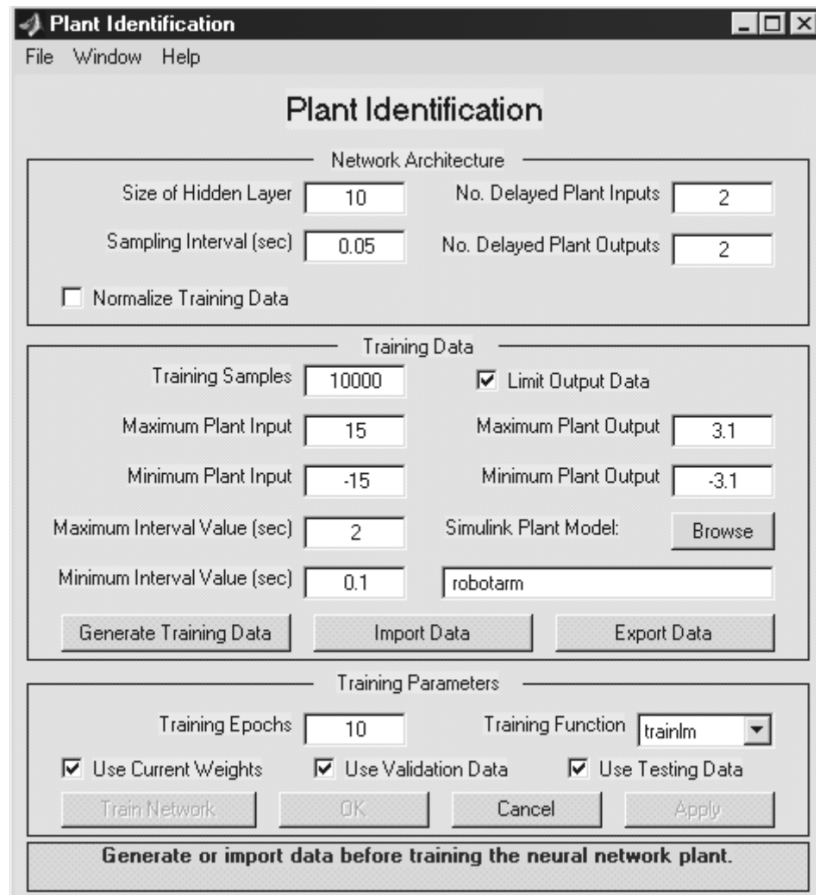 Plant Identification
File Window Help
Plant Identification
Network Architecture
Size of Hidden Layer 10 No. Delayed Plant Inputs 2
Sampling Interval (sec) 0.05 No. Delayed Plant Outputs 2
Normalize Training Data
Training Data
Training Samples 10000 Limit Output Data
Maximum Plant Input 15 Maximum Plant Output 3.1
Minimum Plant Input -15 Minimum Plant Output -3.1
Maximum Interval Value (sec) 2 Simulink Plant Model: Browse
Minimum Interval Value (sec) 0.1 robotarm
Generate Training Data Import Data Export Data
Training Parameters
Training Epochs 10 Training Function trainlm
Use Current Weights Use Validation Data Use Testing Data
Train Network OK Cancel Apply
Generate or import data before training the neural network plant.